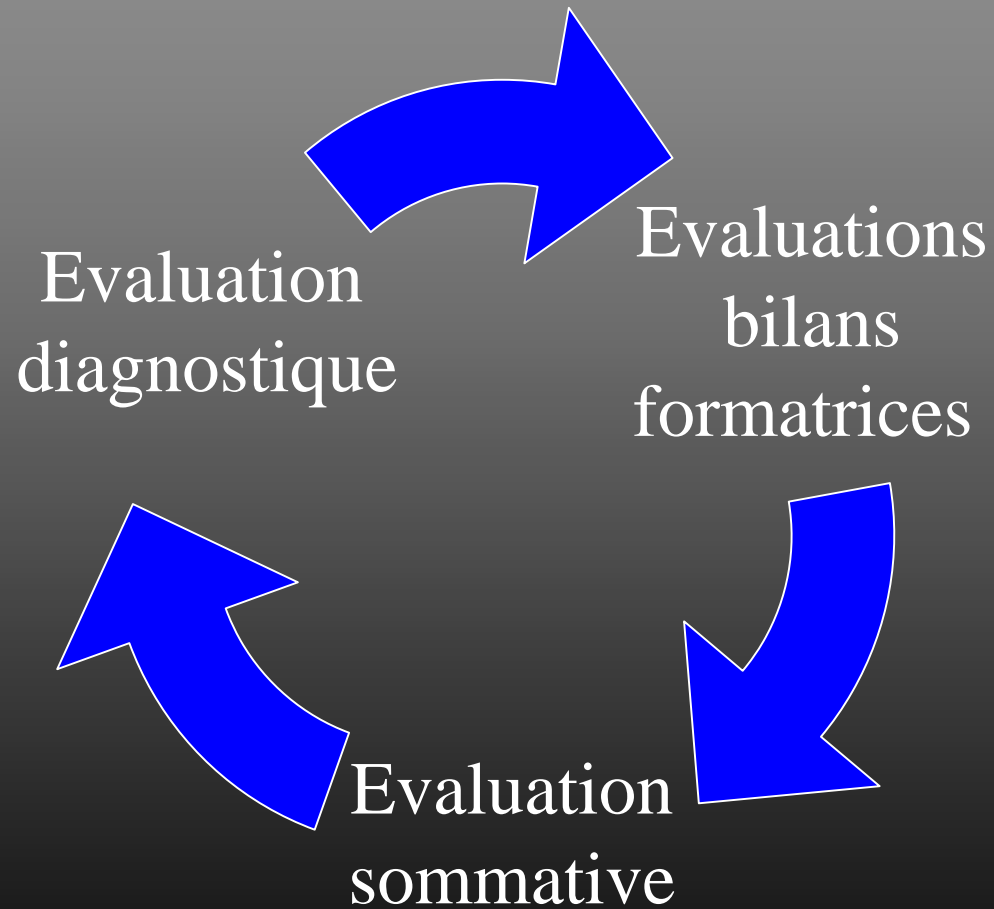 Evaluation
diagnostique
Evaluations
bilans
formatrices
Evaluation
sommative